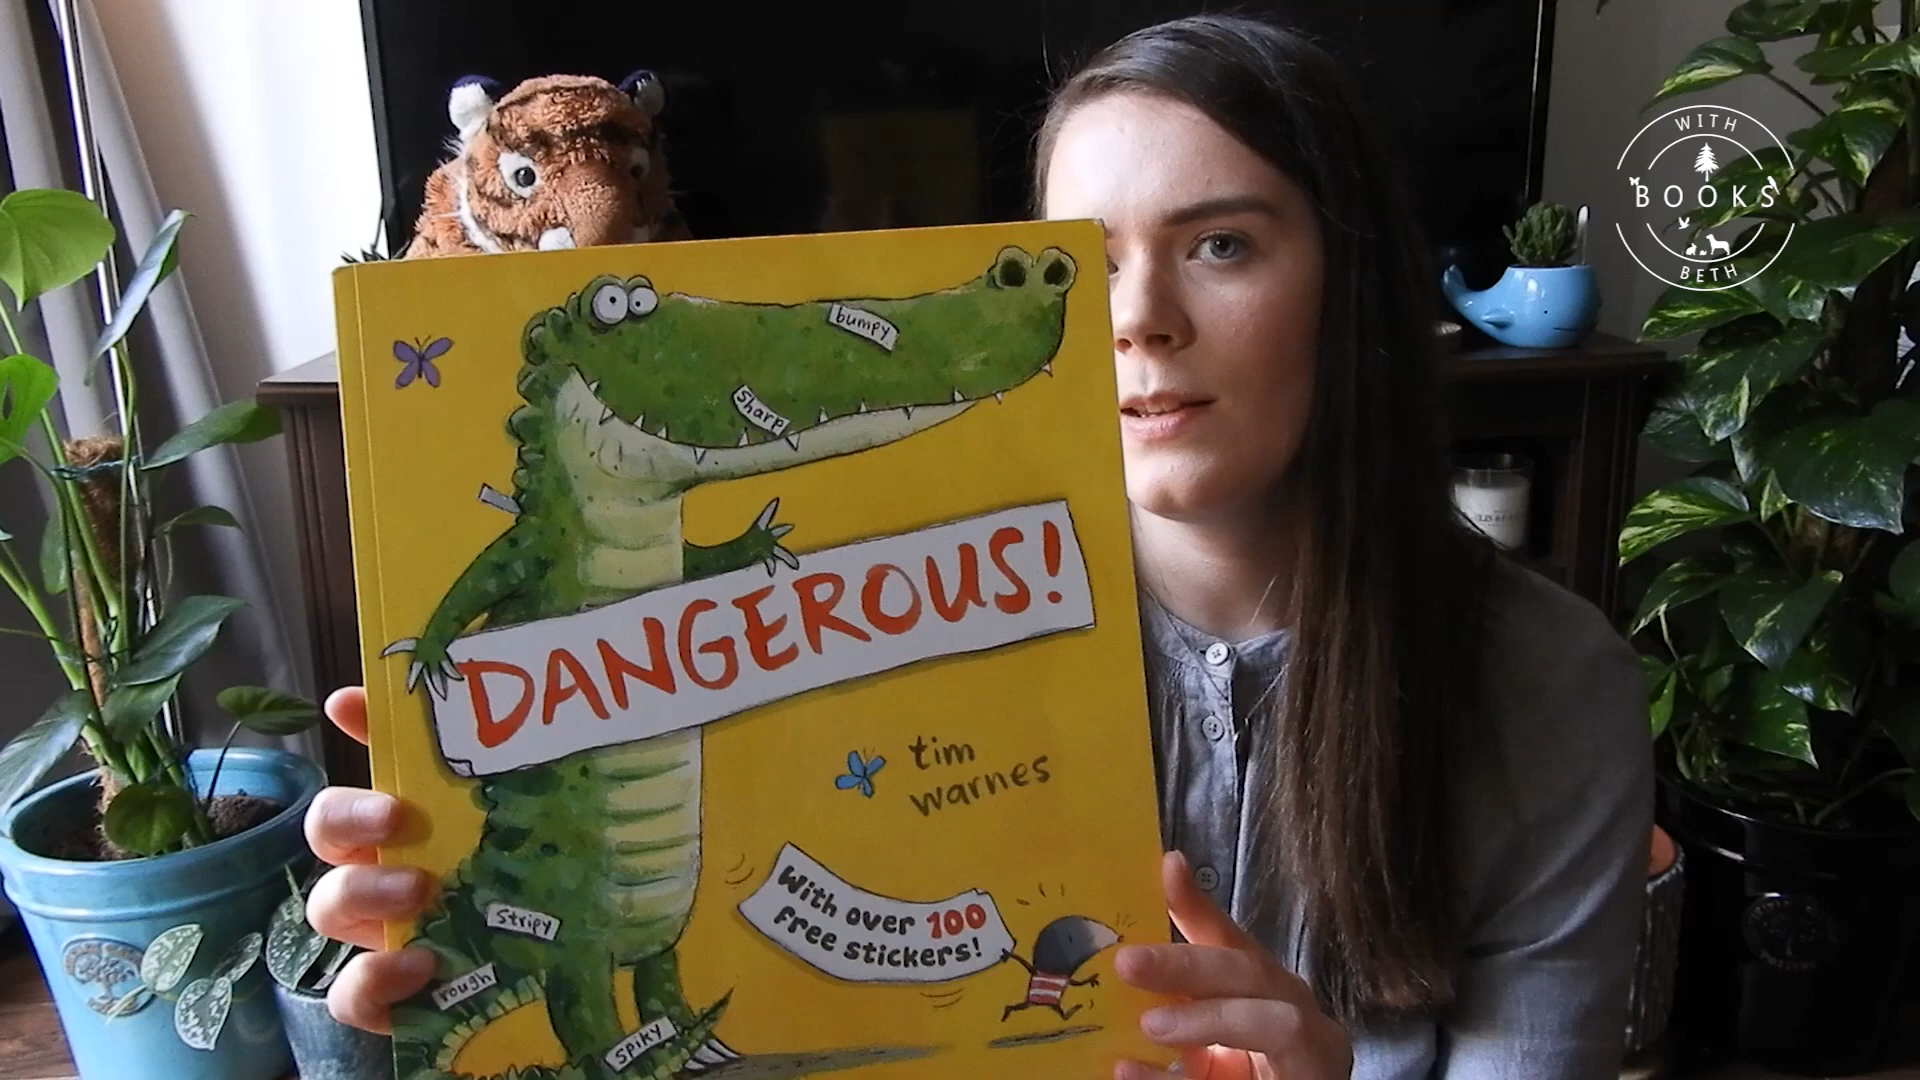 bumpy
sharp
DANGEROUS!
tim
warnes
With over 100
free stickers!
stripy
rough
spiky
WITH
BOOKS
BETH